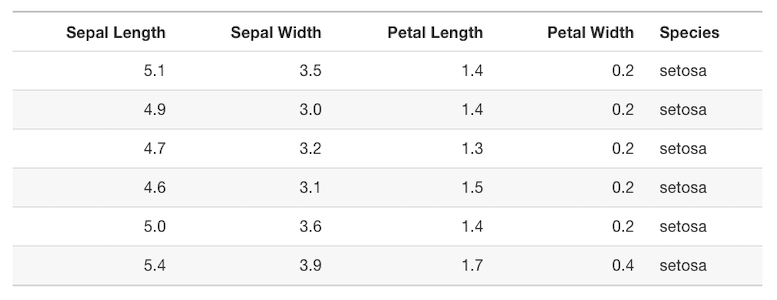 Sepal Length Sepal Width Petal Length Petal Width Species
5.1 3.5 1.4 0.2 setosa
4.9 3.0 1.4 0.2 setosa
4.7 3.2 1.3 0.2 setosa
4.6 3.1 1.5 0.2 setosa
5.0 3.6 1.4 0.2 setosa
5.4 3.9 1.7 0.4 setosa